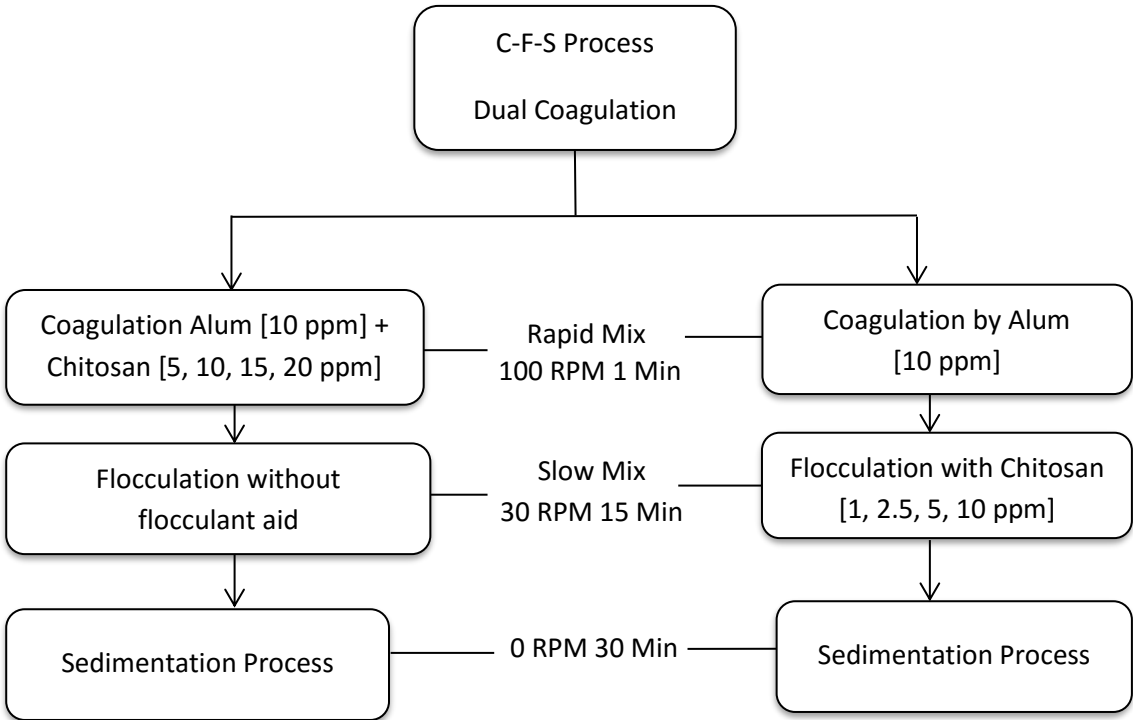 C-F-S Process
Dual Coagulation
Coagulation Alum [10 ppm] +
Chitosan [5, 10, 15, 20 ppm]
Rapid Mix
100 RPM 1 Min
Coagulation by Alum
[10 ppm]
Flocculation without
flocculant aid
Slow Mix
30 RPM 15 Min
Flocculation with Chitosan
[1, 2.5, 5, 10 ppm]
Sedimentation Process
0 RPM 30 Min
Sedimentation Process